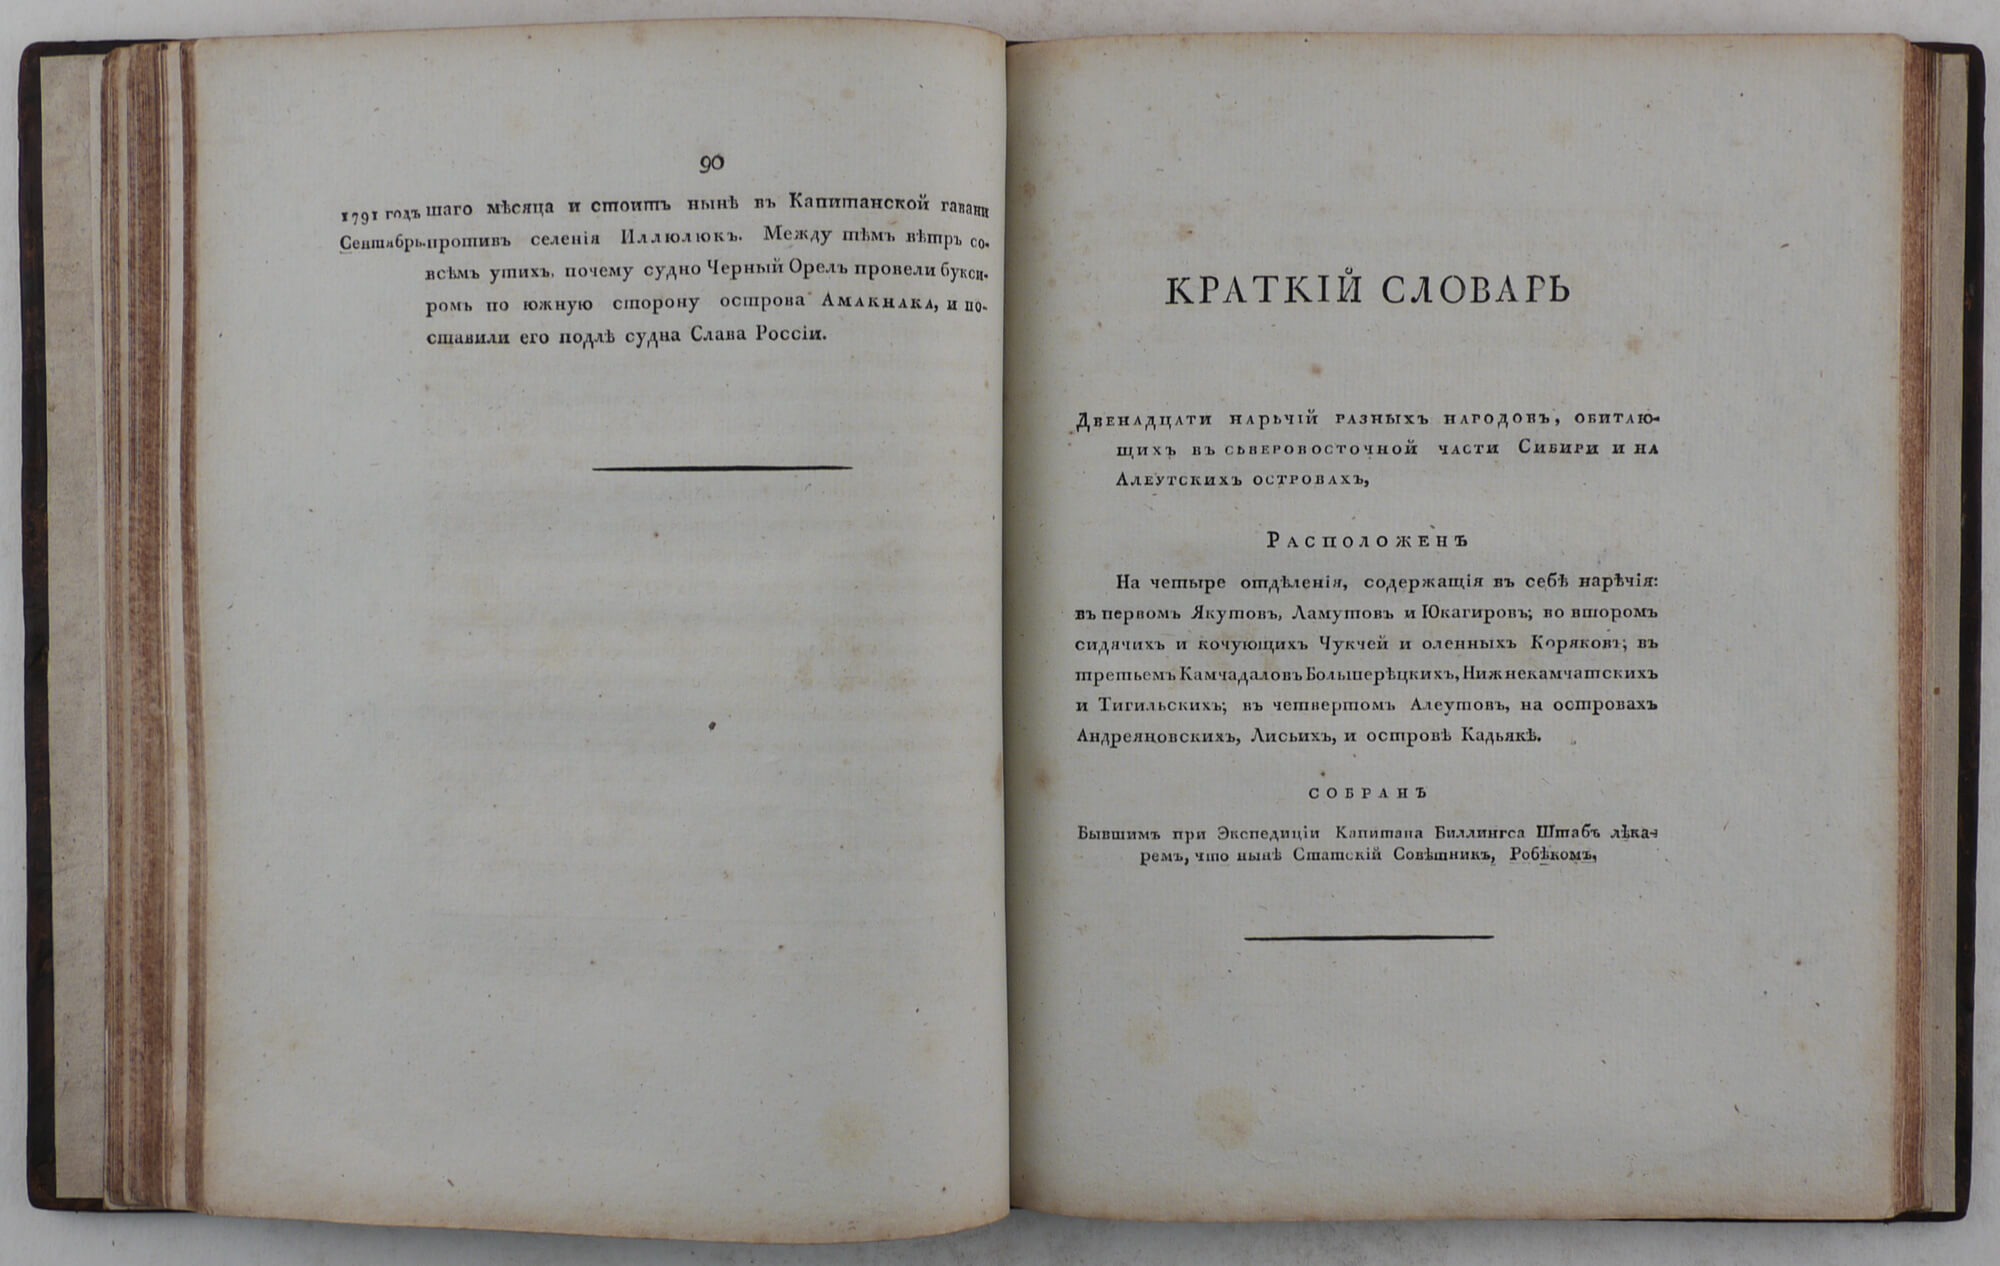 90
1791 годъ шаго мѣсяца и стоитъ нынѣ въ Капитанской гавани
Сентябрь. противъ селенія Иллюлюкъ. Между тѣмъ вѣтръ со-
всѣмъ утихъ, почему судно Черный Орелъ провели букси-
ромъ по южную сторону острова Амакнака, и по-
ставили его подлѣ судна Слава Россіи.
КРАТКІЙ СЛОВАРЬ
Двенадцати нарѣчій разныхъ народовъ, обитаю-
щихъ въ сѣверовосточной части Сибири и на
Алеутскихъ островахъ,
Расположенъ
На четыре отдѣленія, содержащія въ себѣ нарѣчія:
въ первомъ Якутовъ, Ламутовъ и Юкагировъ; во второмъ
сидячихъ и кочующихъ Чукчей и оленныхъ Коряковъ; въ
третьемъ Камчадаловъ Большерѣцкихъ, Нижнекамчатскихъ
и Тигильскихъ; въ четвертомъ Алеутовъ, на островахъ
Андреяновскихъ, Лисьихъ, и островѣ Кадьякѣ.
СОБРАНЪ
Бывшимъ при Экспедиціи Капитана Биллингса Штабъ лѣка-
ремъ, что нынѣ Статскій Совѣтникъ, Робѣкомъ,